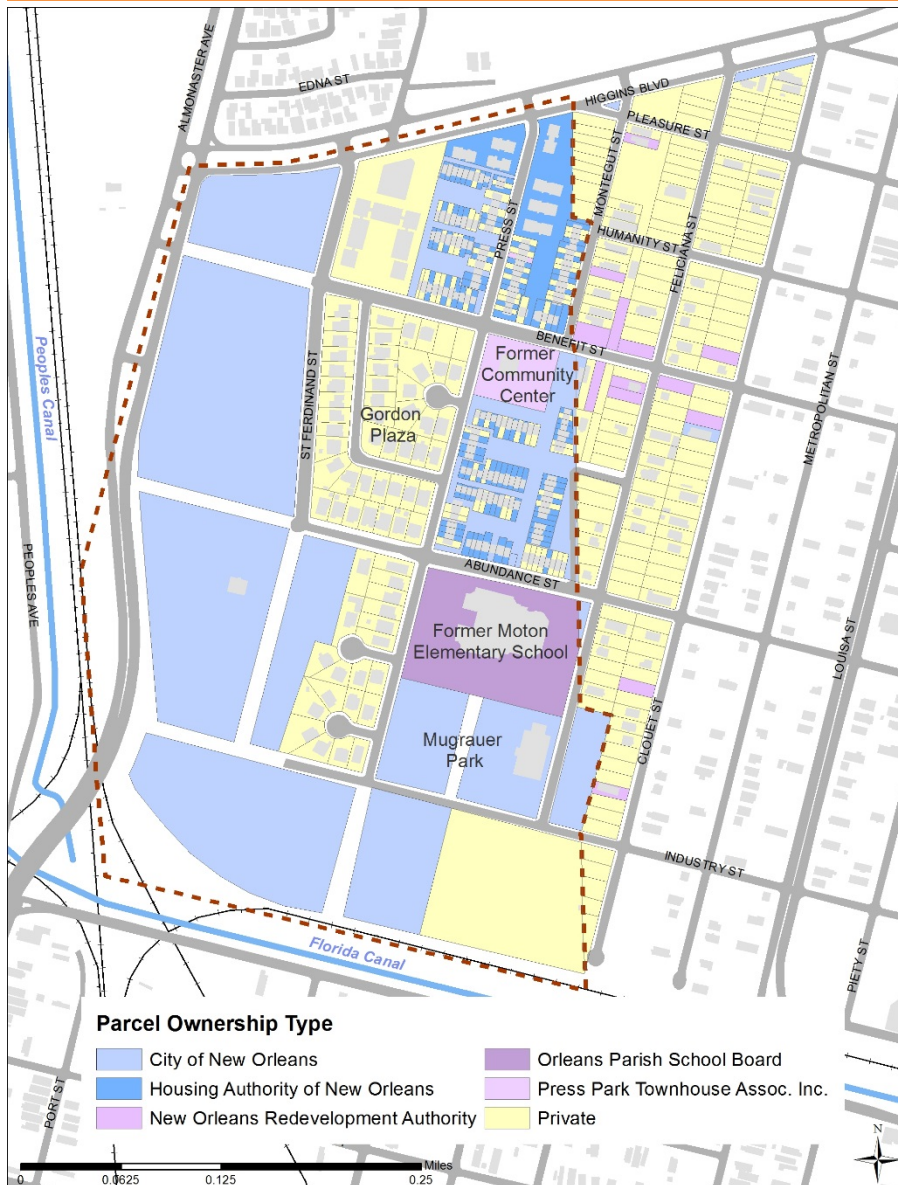 ALMONASTER AVE
EDNA ST
HIGGINS BLVD
PLEASURE ST
MONTEGUT ST
PRESS ST
HUMANITY ST
FELICIANA ST
BENEFIT ST
Former
Community
Center
Peoples Canal
ST FERDINAND ST
Gordon
Plaza
METROPOLITAN ST
PEOPLES AVE
ABUNDANCE ST
Former Moton
Elementary School
LOUISA ST
Mugrauer
Park
CLOUET ST
INDUSTRY ST
Florida Canal
PIETY ST
Parcel Ownership Type
City of New Orleans
Housing Authority of New Orleans
New Orleans Redevelopment Authority
Orleans Parish School Board
Press Park Townhouse Assoc. Inc.
Private
PORT ST
N
Miles
0 0.0625 0.125 0.25